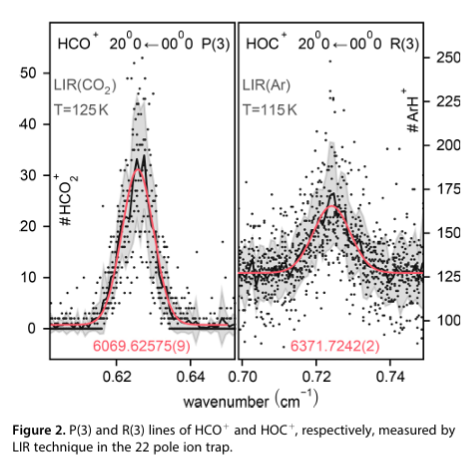 HCO⁺ 20⁰0←00⁰0 P(3)
LIR(CO₂)
T=125K
#HCO₂⁺
50
40
30
20
10
0
6069.62575(9)
0.62
0.64
HOC⁺ 20⁰0←00⁰0 R(3)
LIR(Ar)
T=115K
#ArH⁺
250
225
200
175
150
125
100
6371.7242(2)
0.70
0.72
0.74
wavenumber (cm⁻¹)
Figure 2. P(3) and R(3) lines of HCO⁺ and HOC⁺, respectively, measured by
LIR technique in the 22 pole ion trap.